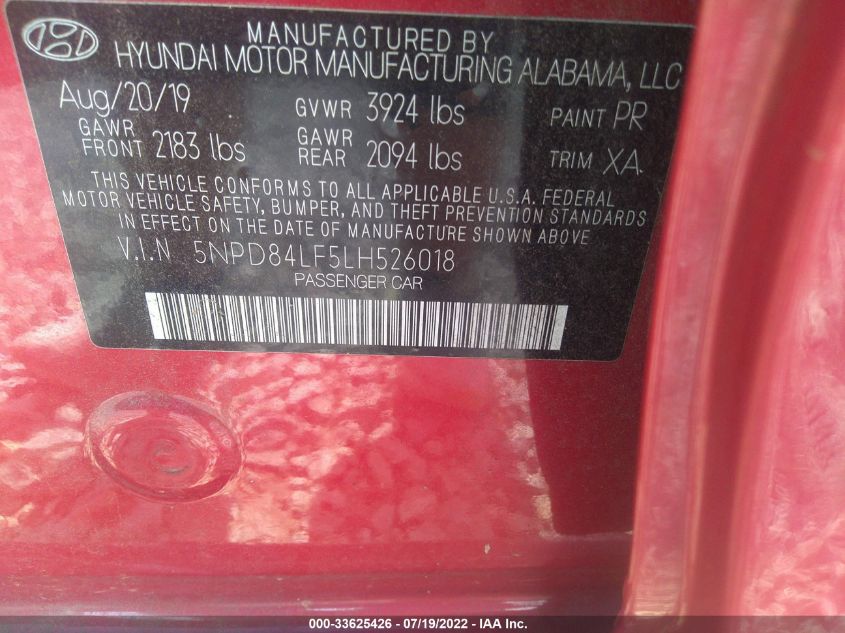 MANUFACTURED BY
HYUNDAI MOTOR MANUFACTURING ALABAMA, LLC
Aug/20/19 GVWR 3924 lbs PAINT PR
GAWR FRONT 2183 lbs GAWR REAR 2094 lbs TRIM XA
THIS VEHICLE CONFORMS TO ALL APPLICABLE U.S.A. FEDERAL
MOTOR VEHICLE SAFETY, BUMPER, AND THEFT PREVENTION STANDARDS
IN EFFECT ON THE DATE OF MANUFACTURE SHOWN ABOVE.
V.I.N 5NPD84LF5LH526018
PASSENGER CAR
000-33625426 - 07/19/2022 - IAA Inc.